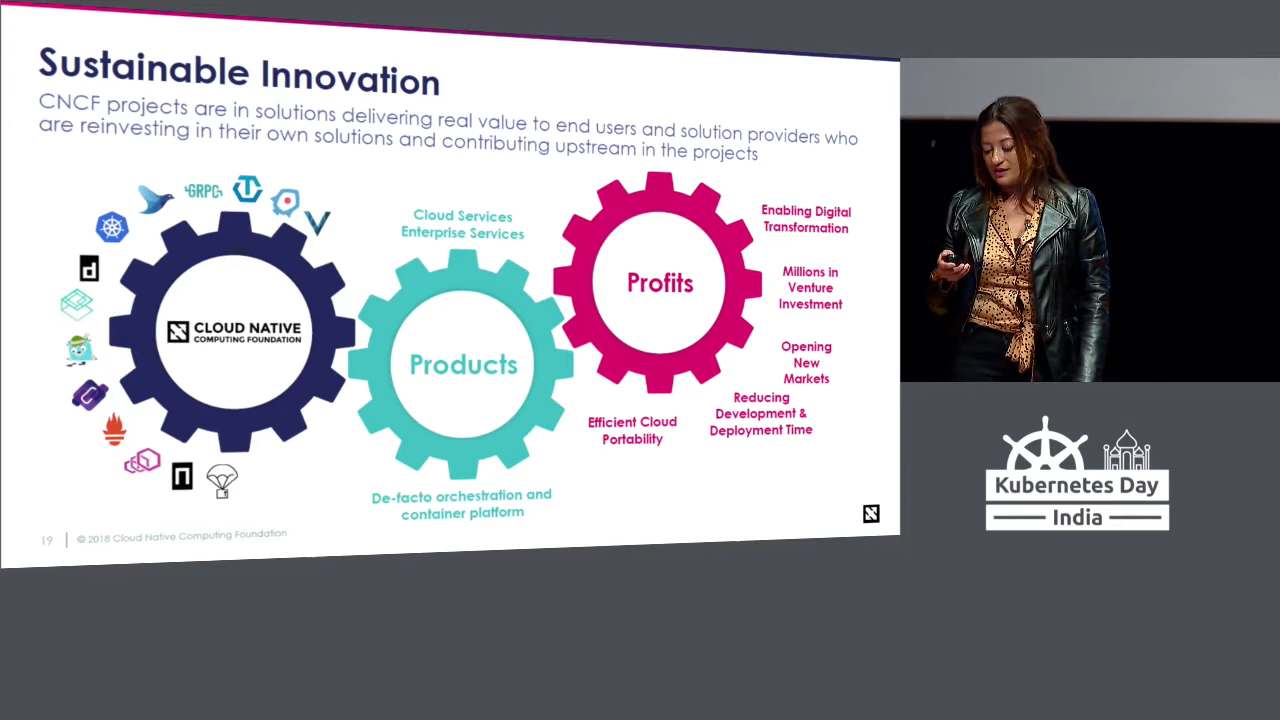 Sustainable Innovation
CNCF projects are in solutions delivering real value to end users and solution providers who
are reinvesting in their own solutions and contributing upstream in the projects
GRPC
Cloud Services
Enterprise Services
CLOUD NATIVE
COMPUTING FOUNDATION
Products
De-facto orchestration and
container platform
Profits
Enabling Digital
Transformation
Millions in
Venture
Investment
Opening
New
Markets
Reducing
Development &
Deployment Time
Efficient Cloud
Portability
19 | © 2018 Cloud Native Computing Foundation
Kubernetes Day
India